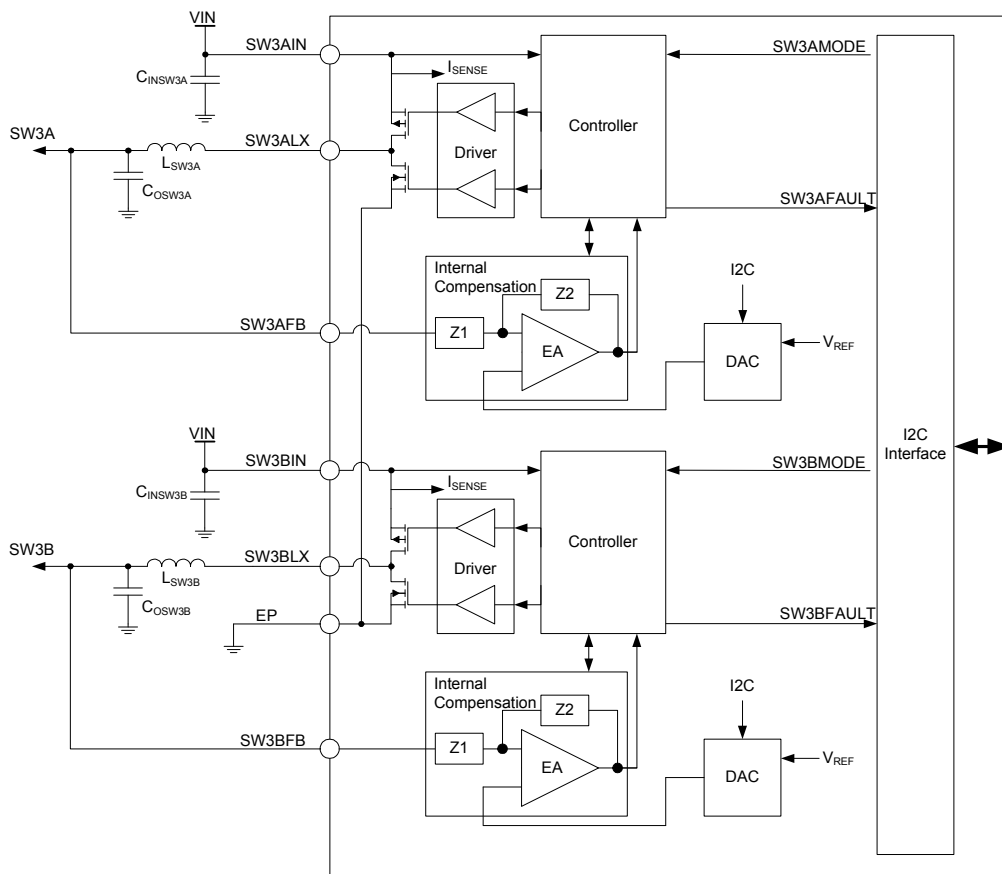 VIN
SW3AIN
SW3AMODE
CINSW3A
ISENSE
Controller
SW3A
SW3ALX
Driver
LSW3A
COSW3A
SW3AFAULT
Internal
Compensation
I2C
Z2
SW3AFB
Z1
EA
DAC
VREF
VIN
I2C
Interface
SW3BIN
SW3BMODE
CINSW3B
ISENSE
Controller
SW3B
SW3BLX
Driver
LSW3B
COSW3B
EP
SW3BFAULT
Internal
Compensation
I2C
Z2
SW3BFB
Z1
EA
DAC
VREF